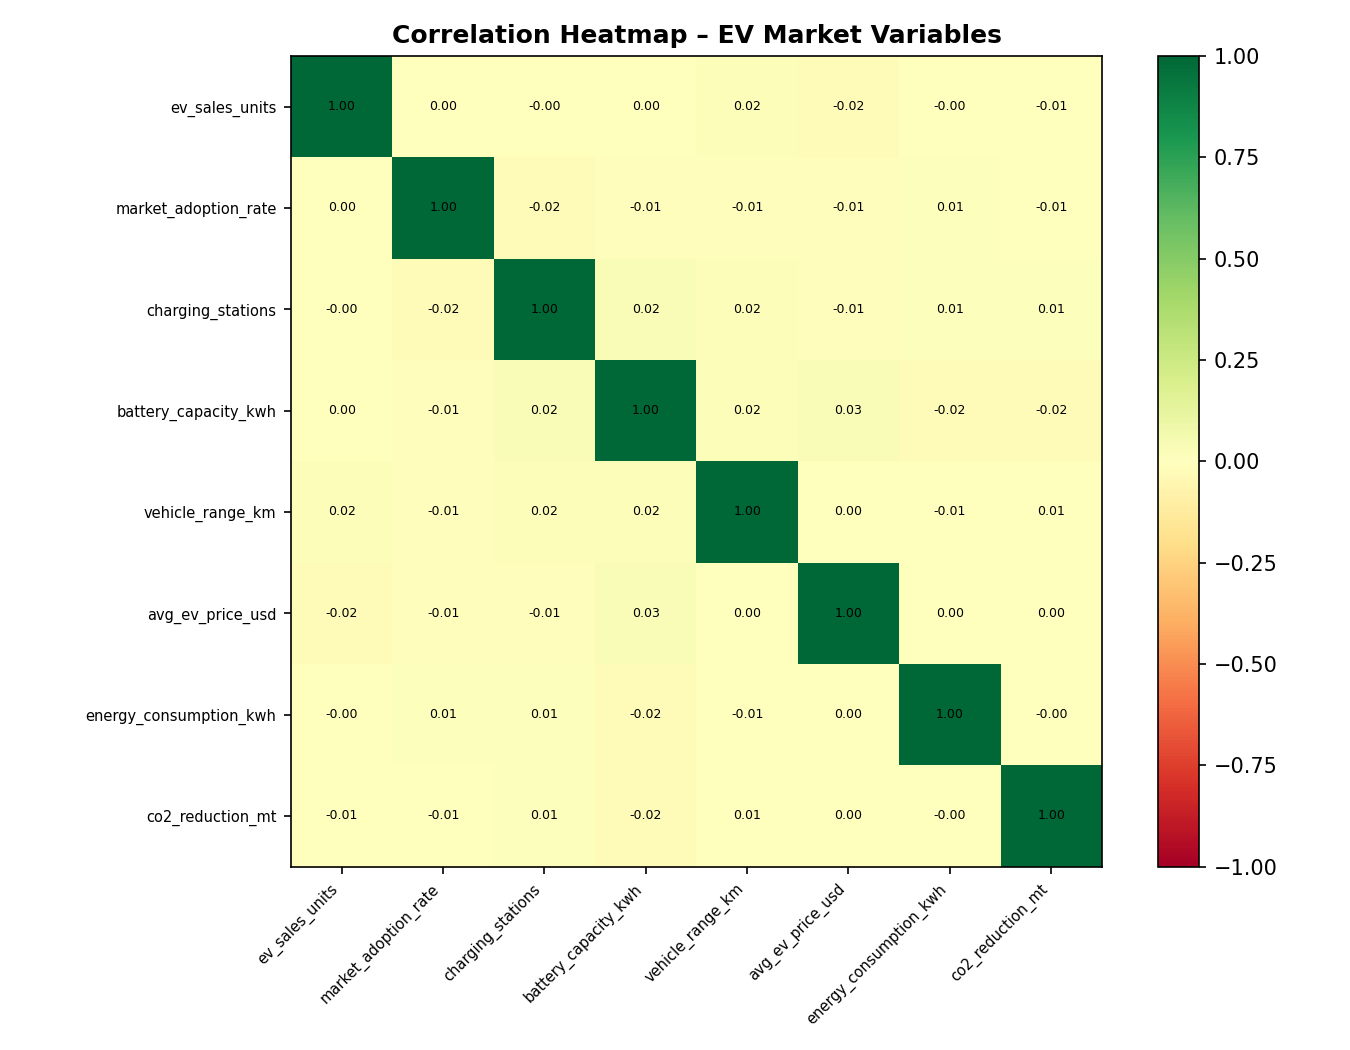 Correlation Heatmap – EV Market Variables
ev_sales_units 1.00 0.00 -0.00 0.00 0.02 -0.02 -0.00 -0.01
market_adoption_rate 0.00 1.00 -0.02 -0.01 -0.01 -0.01 0.01 -0.01
charging_stations -0.00 -0.02 1.00 0.02 0.02 -0.01 0.01 0.01
battery_capacity_kwh 0.00 -0.01 0.02 1.00 0.02 0.03 -0.02 -0.02
vehicle_range_km 0.02 -0.01 0.02 0.02 1.00 0.00 -0.01 0.01
avg_ev_price_usd -0.02 -0.01 -0.01 0.03 0.00 1.00 0.00 0.00
energy_consumption_kwh -0.00 0.01 0.01 -0.02 -0.01 0.00 1.00 -0.00
co2_reduction_mt -0.01 -0.01 0.01 -0.02 0.01 0.00 -0.00 1.00
ev_sales_units
market_adoption_rate
charging_stations
battery_capacity_kwh
vehicle_range_km
avg_ev_price_usd
energy_consumption_kwh
co2_reduction_mt
1.00
0.75
0.50
0.25
0.00
−0.25
−0.50
−0.75
−1.00